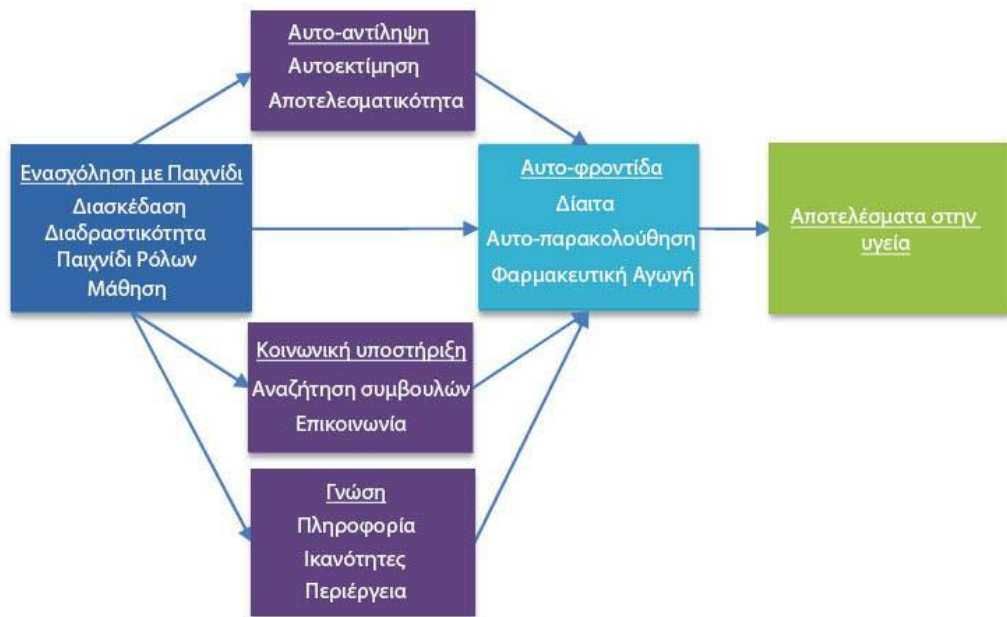 Αυτο-αντίληψη
Αυτοεκτίμηση
Αποτελεσματικότητα
Ενασχόληση με Παιχνίδι
Διασκέδαση
Διαδραστικότητα
Παιχνίδι Ρόλων
Μάθηση
Αυτο-φροντίδα
Δίαιτα
Αυτο-παρακολούθηση
Φαρμακευτική Αγωγή
Αποτελέσματα στην
υγεία
Κοινωνική υποστήριξη
Αναζήτηση συμβουλών
Επικοινωνία
Γνώση
Πληροφορία
Ικανότητες
Περιέργεια